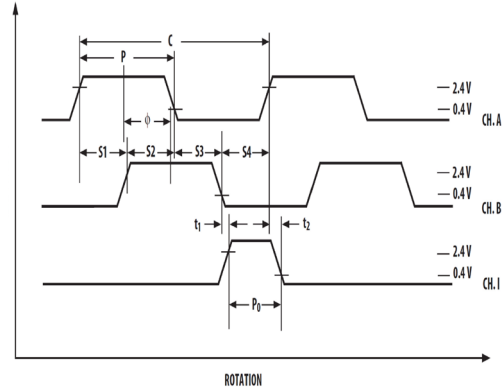 C
P
2.4 V
0.4 V
CH. A
ϕ
S1 S2 S3 S4
2.4 V
0.4 V
CH. B
t₁ t₂
2.4 V
0.4 V
CH. I
P₀
ROTATION